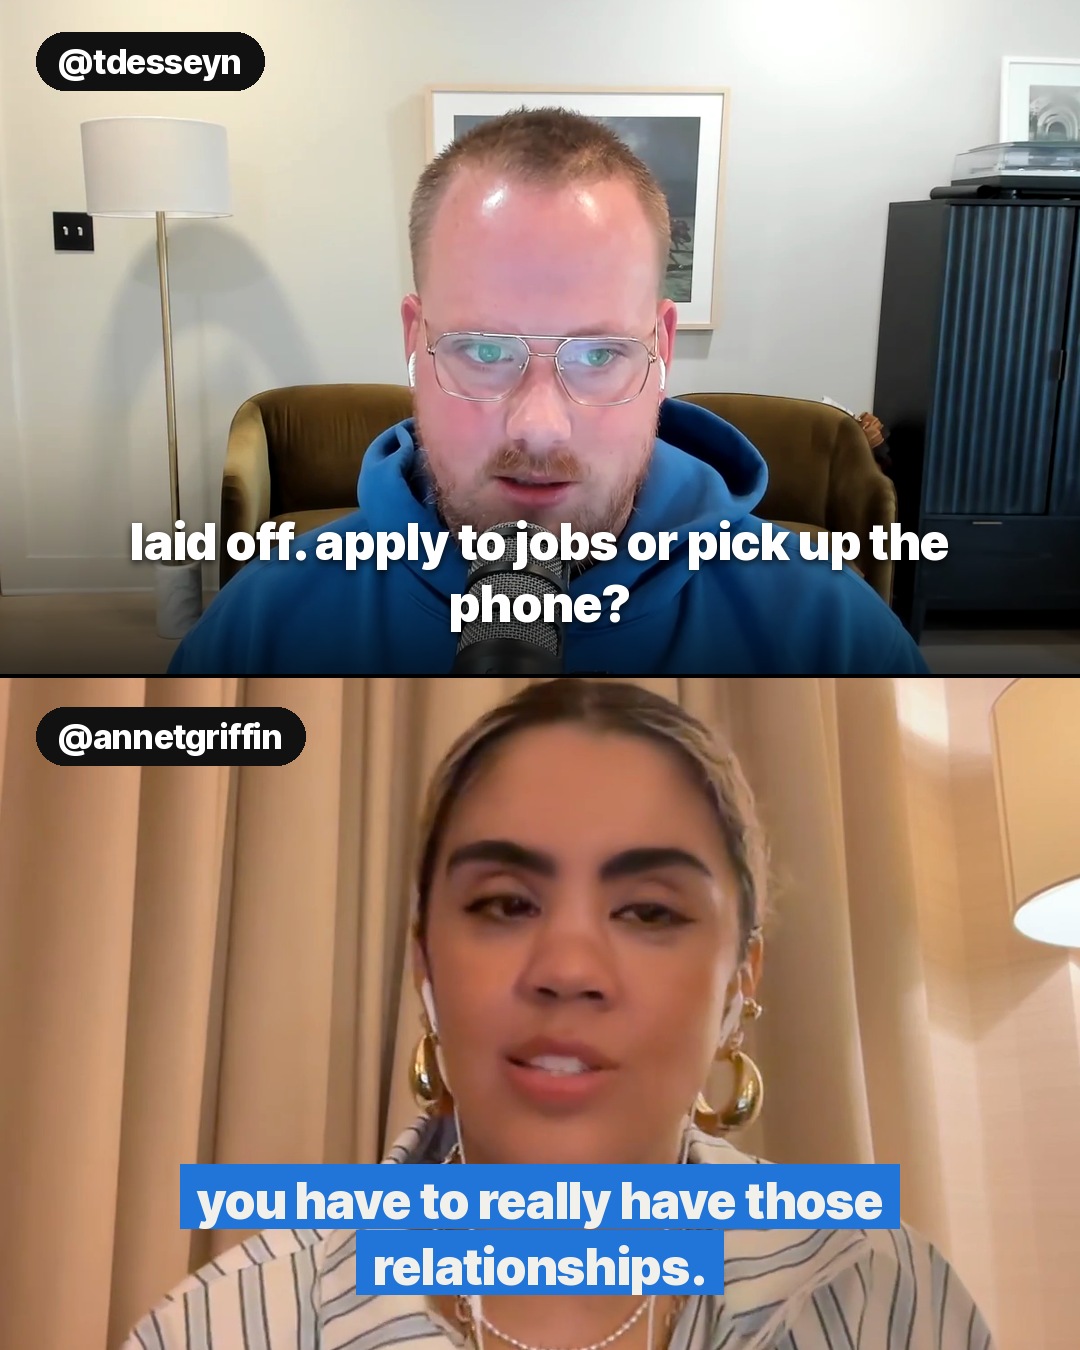 @tdesseyn
laid off. apply to jobs or pick up the
phone?
@annetgriffin
you have to really have those
relationships.